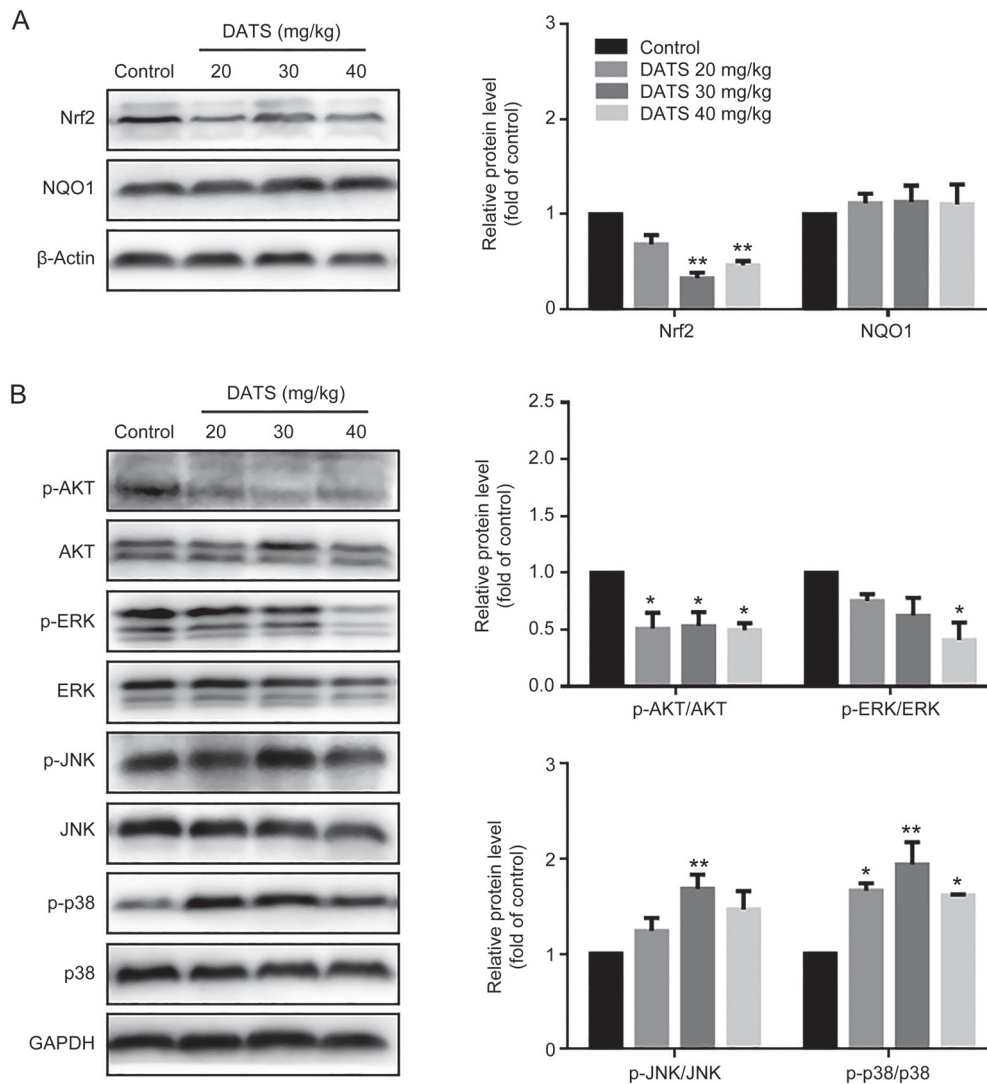 A
DATS (mg/kg)
Control 20 30 40
Nrf2
NQO1
β-Actin
Relative protein level
(fold of control)
3
2
1
0
Control
DATS 20 mg/kg
DATS 30 mg/kg
DATS 40 mg/kg
** **
Nrf2 NQO1
B
DATS (mg/kg)
Control 20 30 40
p-AKT
AKT
p-ERK
ERK
p-JNK
JNK
p-p38
p38
GAPDH
Relative protein level
(fold of control)
2.5
2.0
1.5
1.0
0.5
0.0
* * * *
p-AKT/AKT p-ERK/ERK
Relative protein level
(fold of control)
3
2
1
0
** * ** *
p-JNK/JNK p-p38/p38